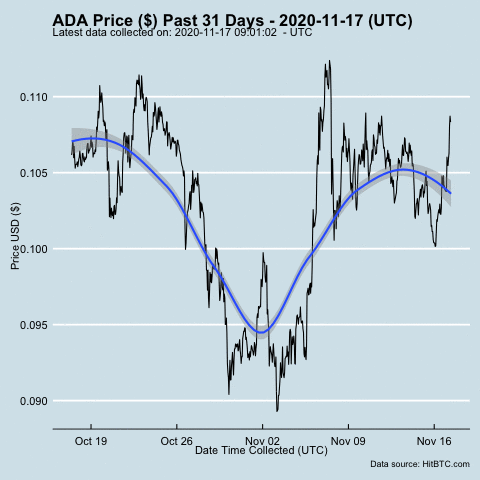 ADA Price ($) Past 31 Days - 2020-11-17 (UTC)
Latest data collected on: 2020-11-17 09:01:02  - UTC
Price USD ($)
0.110
0.105
0.100
0.095
0.090
Oct 19
Oct 26
Nov 02
Nov 09
Nov 16
Date Time Collected (UTC)
Data source: HitBTC.com